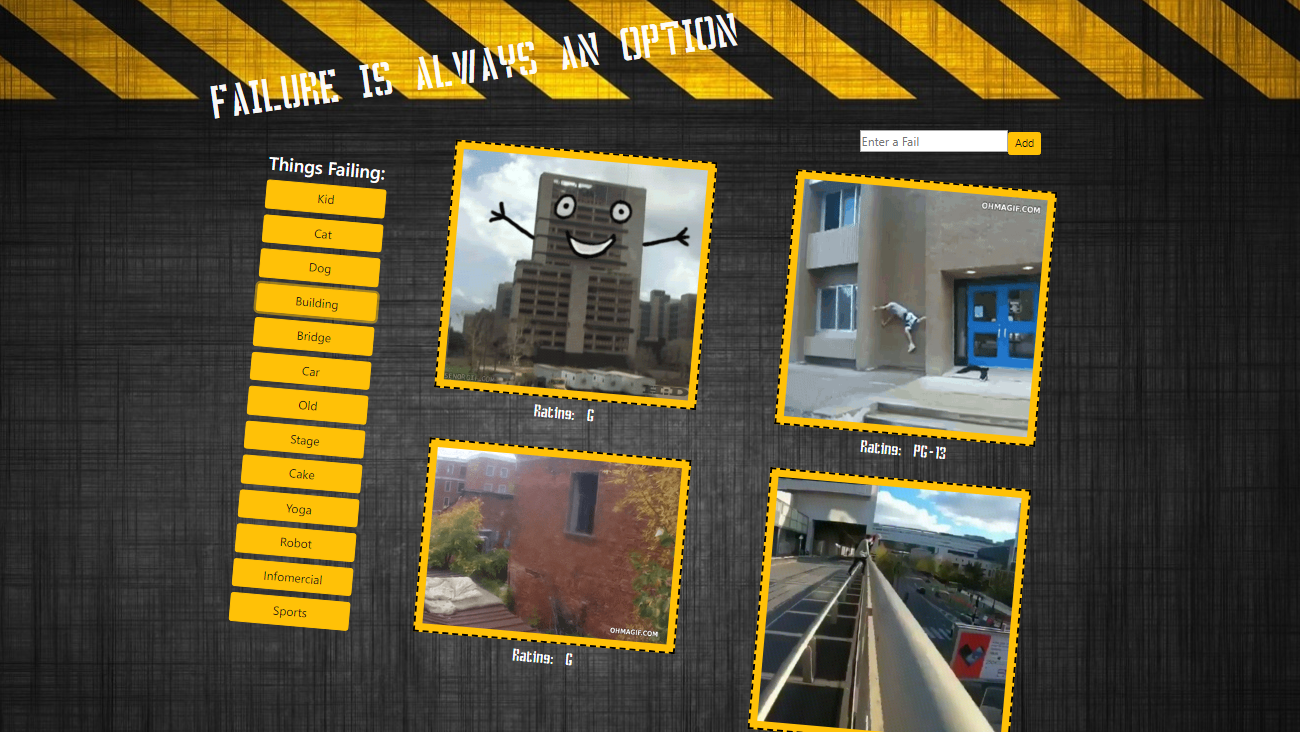 FAILURE IS ALWAYS AN OPTION
Enter a Fail
Add
Things Failing:
Kid
Cat
Dog
Building
Bridge
Car
Old
Stage
Cake
Yoga
Robot
Infomercial
Sports
OHMAGIF.COM
Rating: G
Rating: PG-13
OHMAGIF.COM
Rating: G